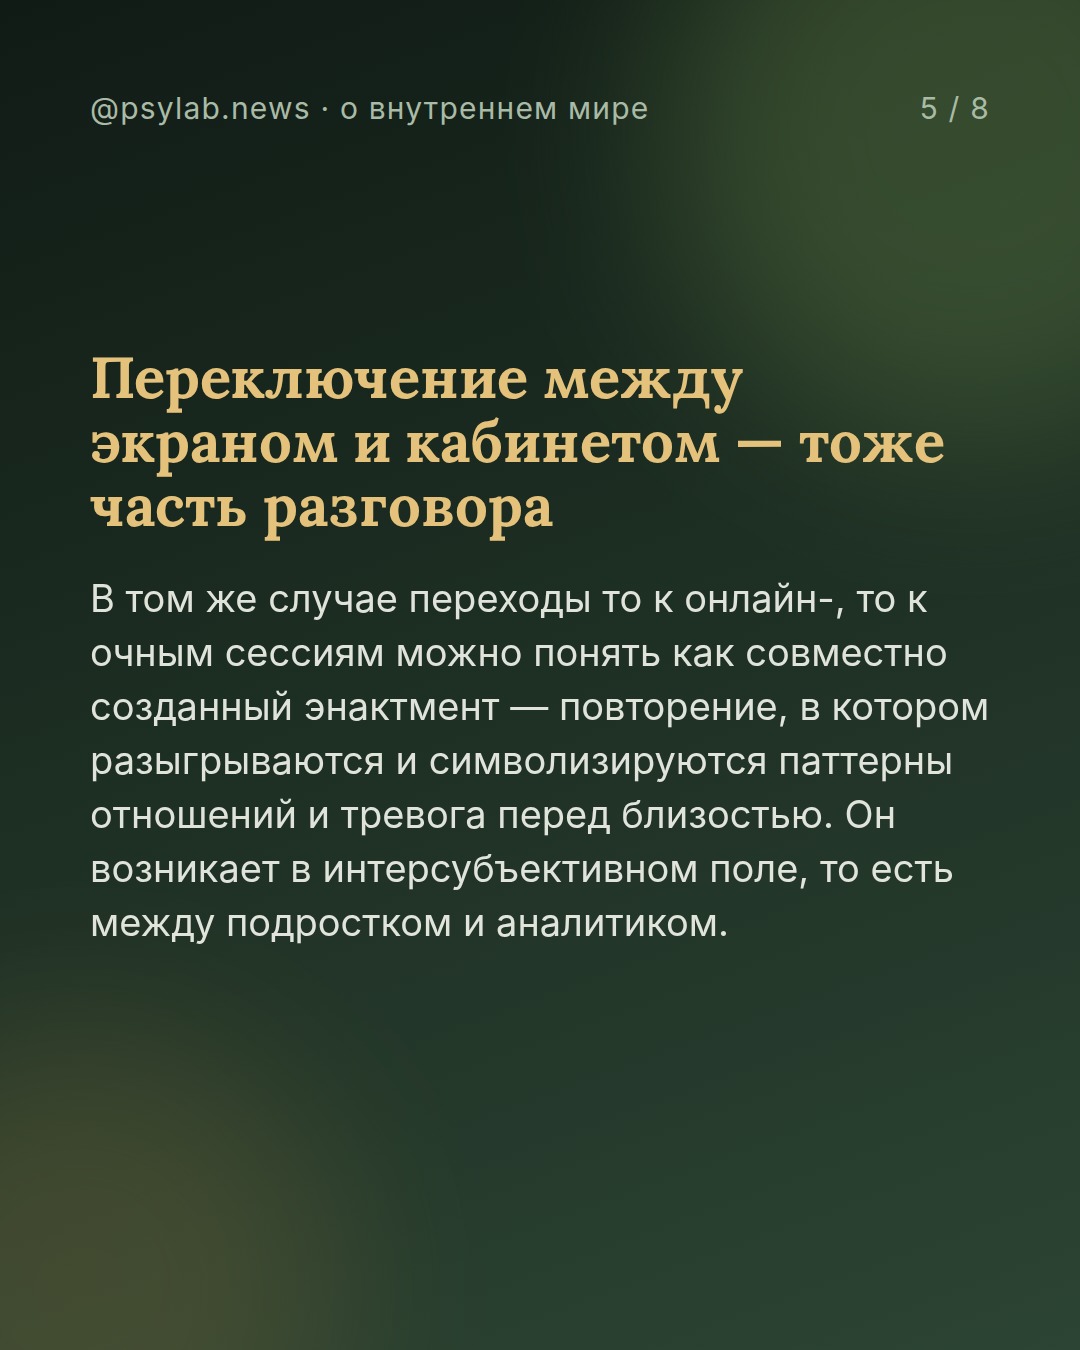 @psylab.news · о внутреннем мире
5 / 8
Переключение между
экраном и кабинетом — тоже
часть разговора
В том же случае переходы то к онлайн-, то к
очным сессиям можно понять как совместно
созданный энактмент — повторение, в котором
разыгрываются и символизируются паттерны
отношений и тревога перед близостью. Он
возникает в интерсубъективном поле, то есть
между подростком и аналитиком.